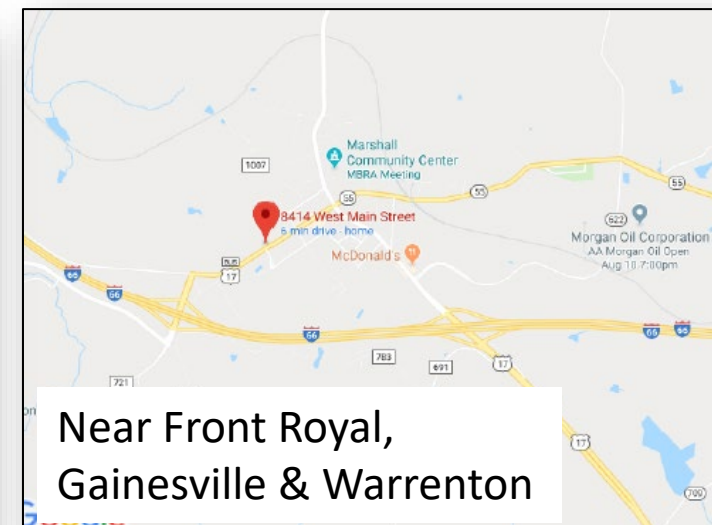 1007
Marshall
Community Center
MBRA Meeting
55
55
55
8414 West Main Street
6 min drive - home
622
Morgan Oil Corporation
AA Morgan Oil Open
Aug 10 7:00pm
McDonald's
BUS
17
66
66
66
66
66
783
691
17
721
17
709
Near Front Royal,
Gainesville & Warrenton